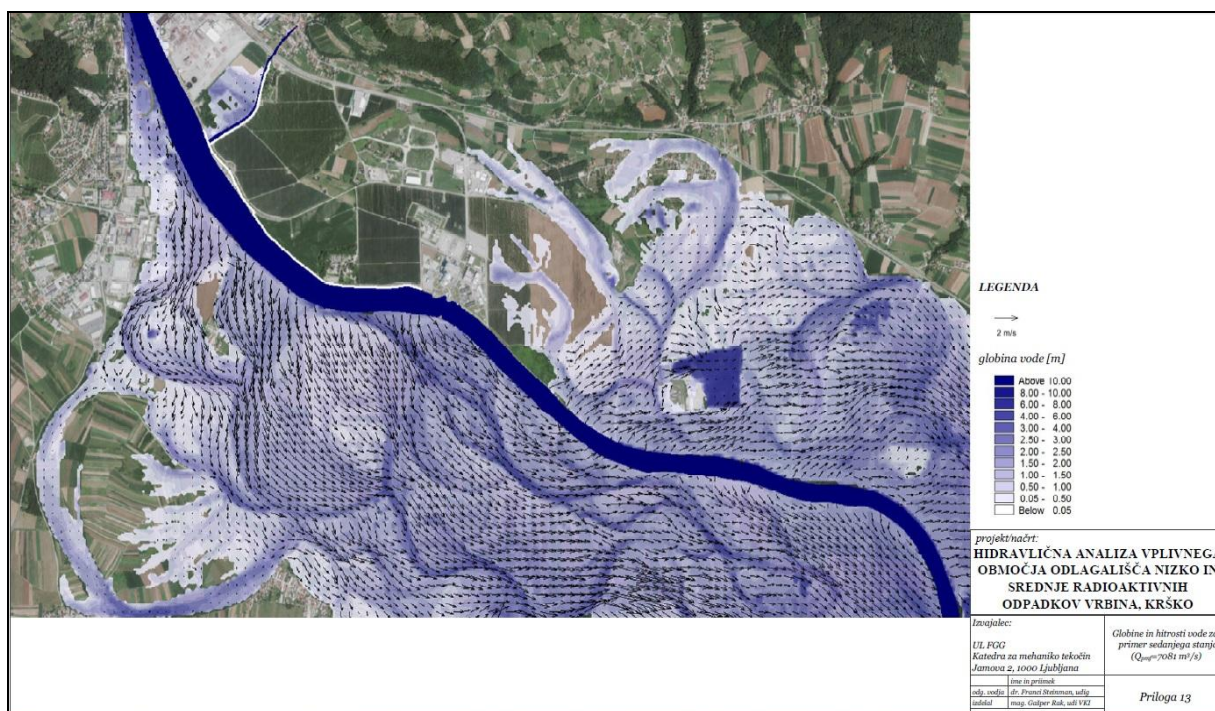 LEGENDA
2 m/s
globina vode [m]
Above 10.00
8.00 - 10.00
6.00 - 8.00
4.00 - 6.00
3.00 - 4.00
2.50 - 3.00
2.00 - 2.50
1.50 - 2.00
1.00 - 1.50
0.50 - 1.00
0.05 - 0.50
Below 0.05
projekt/načrt:
HIDRAVLIČNA ANALIZA VPLIVNEGA
OBMOČJA ODLAGALIŠČA NIZKO IN
SREDNJE RADIOAKTIVNIH
ODPADKOV VRBINA, KRŠKO
Izvajalec:
UL FGG
Katedra za mehaniko tekočin
Jamova 2, 1000 Ljubljana
Globine in hitrosti vode za
primer sedanjega stanja
(Qpmf=7081 m³/s)
ime in priimek
odg. vodja dr. Franci Steinman, udig
izdelal mag. Gašper Rak, udi VKI
Priloga 13